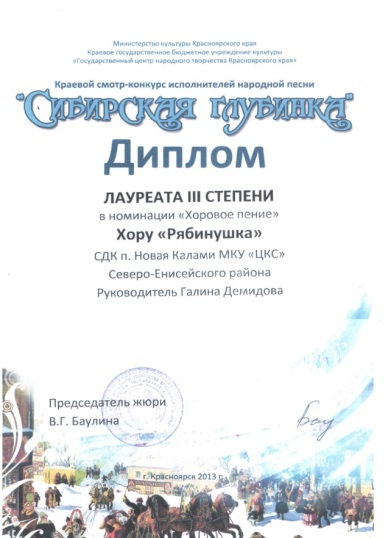 Министерство культуры Красноярского края
Краевое государственное бюджетное учреждение культуры
«Государственный центр народного творчества Красноярского края»
Краевой смотр-конкурс исполнителей народной песни
"Сибирская глубинка"
Диплом
ЛАУРЕАТА III СТЕПЕНИ
в номинации «Хоровое пение»
Хору «Рябинушка»
СДК п. Новая Калами МКУ «ЦКС»
Северо-Енисейского района
Руководитель Галина Демидова
Председатель жюри
В.Г. Баулина
г. Красноярск 2013 г.